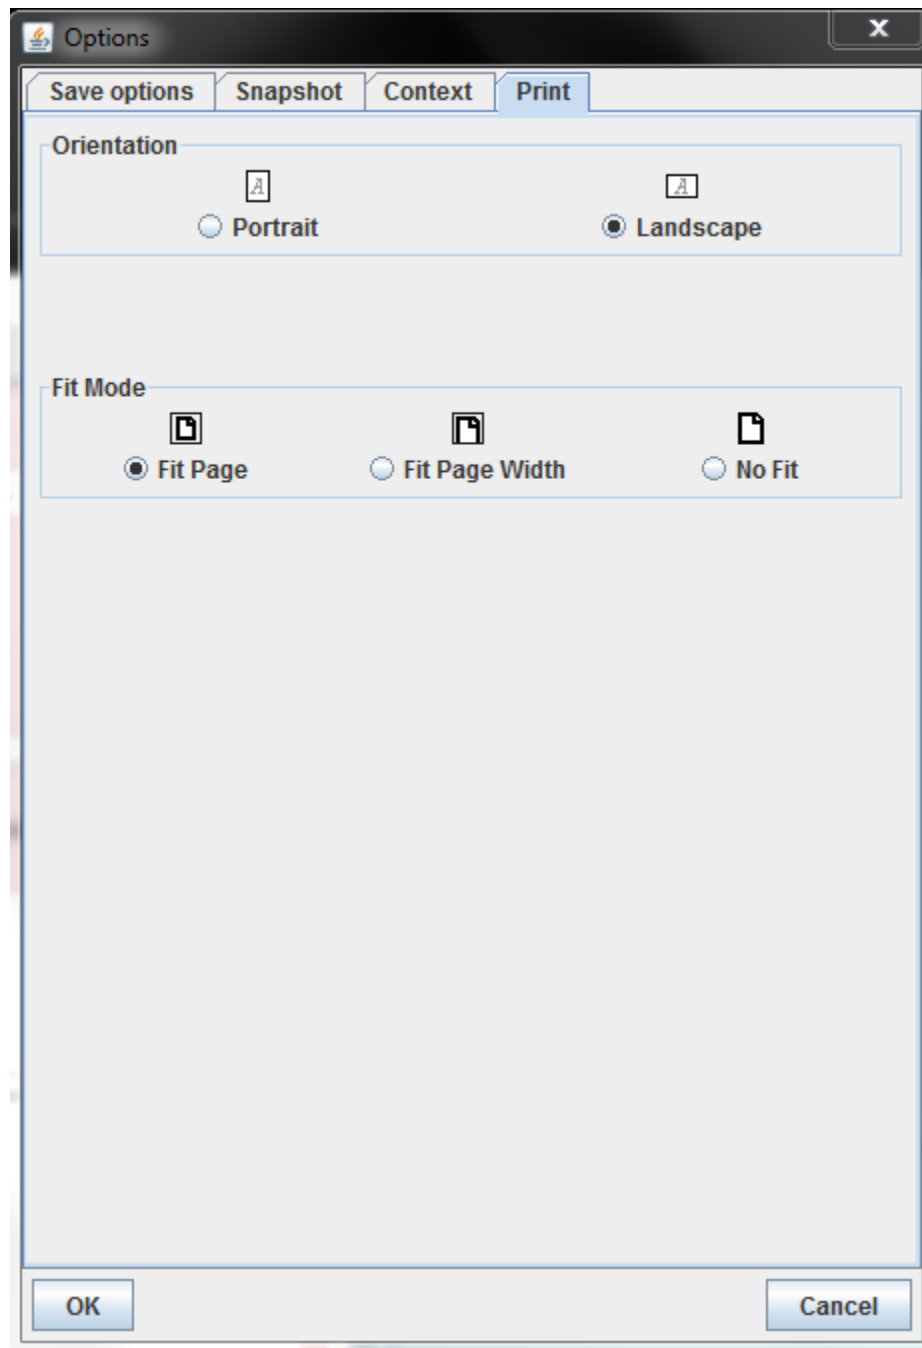 Options
Save options Snapshot Context Print
Orientation
A A
Portrait Landscape
Fit Mode
Fit Page Fit Page Width No Fit
OK Cancel